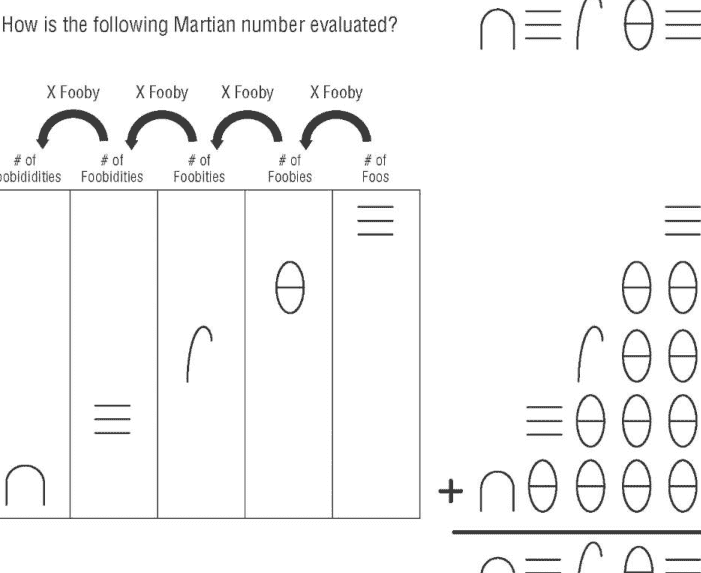 How is the following Martian number evaluated?
X Fooby X Fooby X Fooby X Fooby
# of # of # of # of # of
Foobidities Foobities Foobies Foos
+